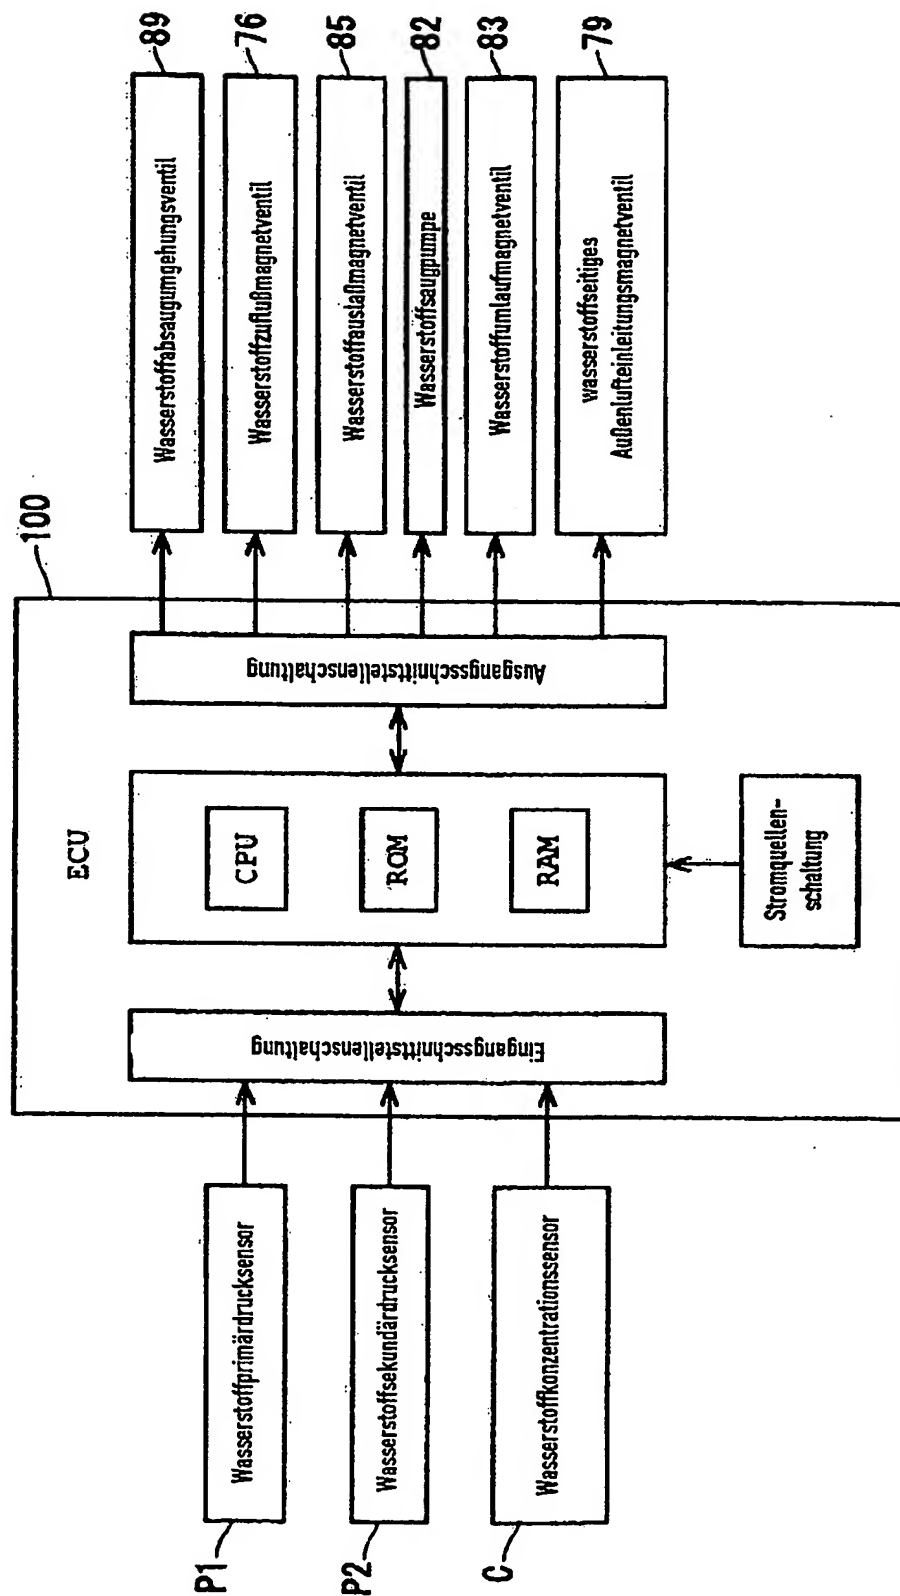 P1
Wasserstoffprimärdrucksensor
P2
Wasserstoffsekundärdrucksensor
C
Wasserstoffkonzentrationssensor
100
ECU
Eingangsschnittstellenschaltung
CPU
ROM
RAM
Stromquellen-
schaltung
Ausgangsschnittstellenschaltung
Wasserstoffabsaugumgehungsventil
89
Wasserstoffzuflußmagnetventil
76
Wasserstoffauslaßmagnetventil
85
Wasserstoffsaugpumpe
82
Wasserstoffumlaufmagnetventil
83
wasserstoffseitiges
Außenlufteinleitungsmagnetventil
79